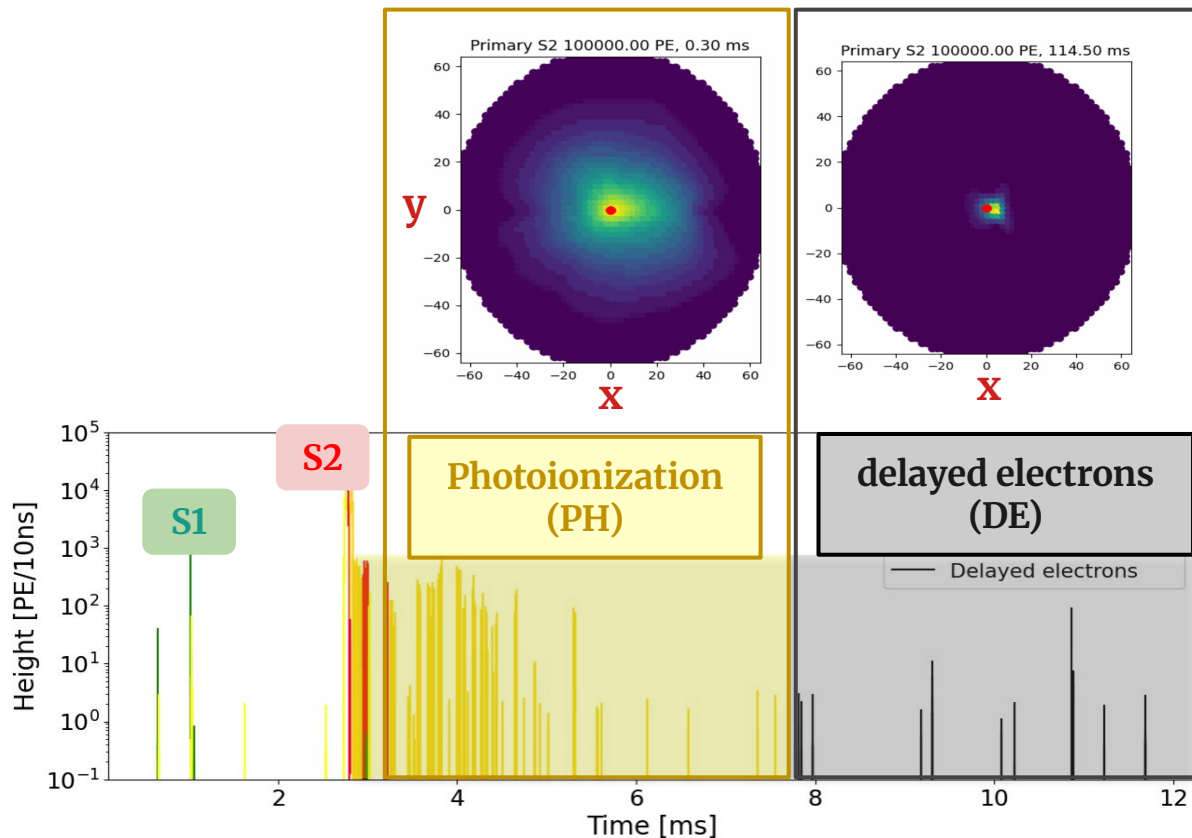 Primary S2 100000.00 PE, 0.30 ms
60
40
20
0
−20
−40
−60
−60 −40 −20 0 20 40 60
y
x
Primary S2 100000.00 PE, 114.50 ms
60
40
20
0
−20
−40
−60
−60 −40 −20 0 20 40 60
x
S1
S2
Photoionization
(PH)
delayed electrons
(DE)
Delayed electrons
Height [PE/10ns]
10^5
10^4
10^3
10^2
10^1
10^0
10^−1
2 4 6 8 10 12
Time [ms]